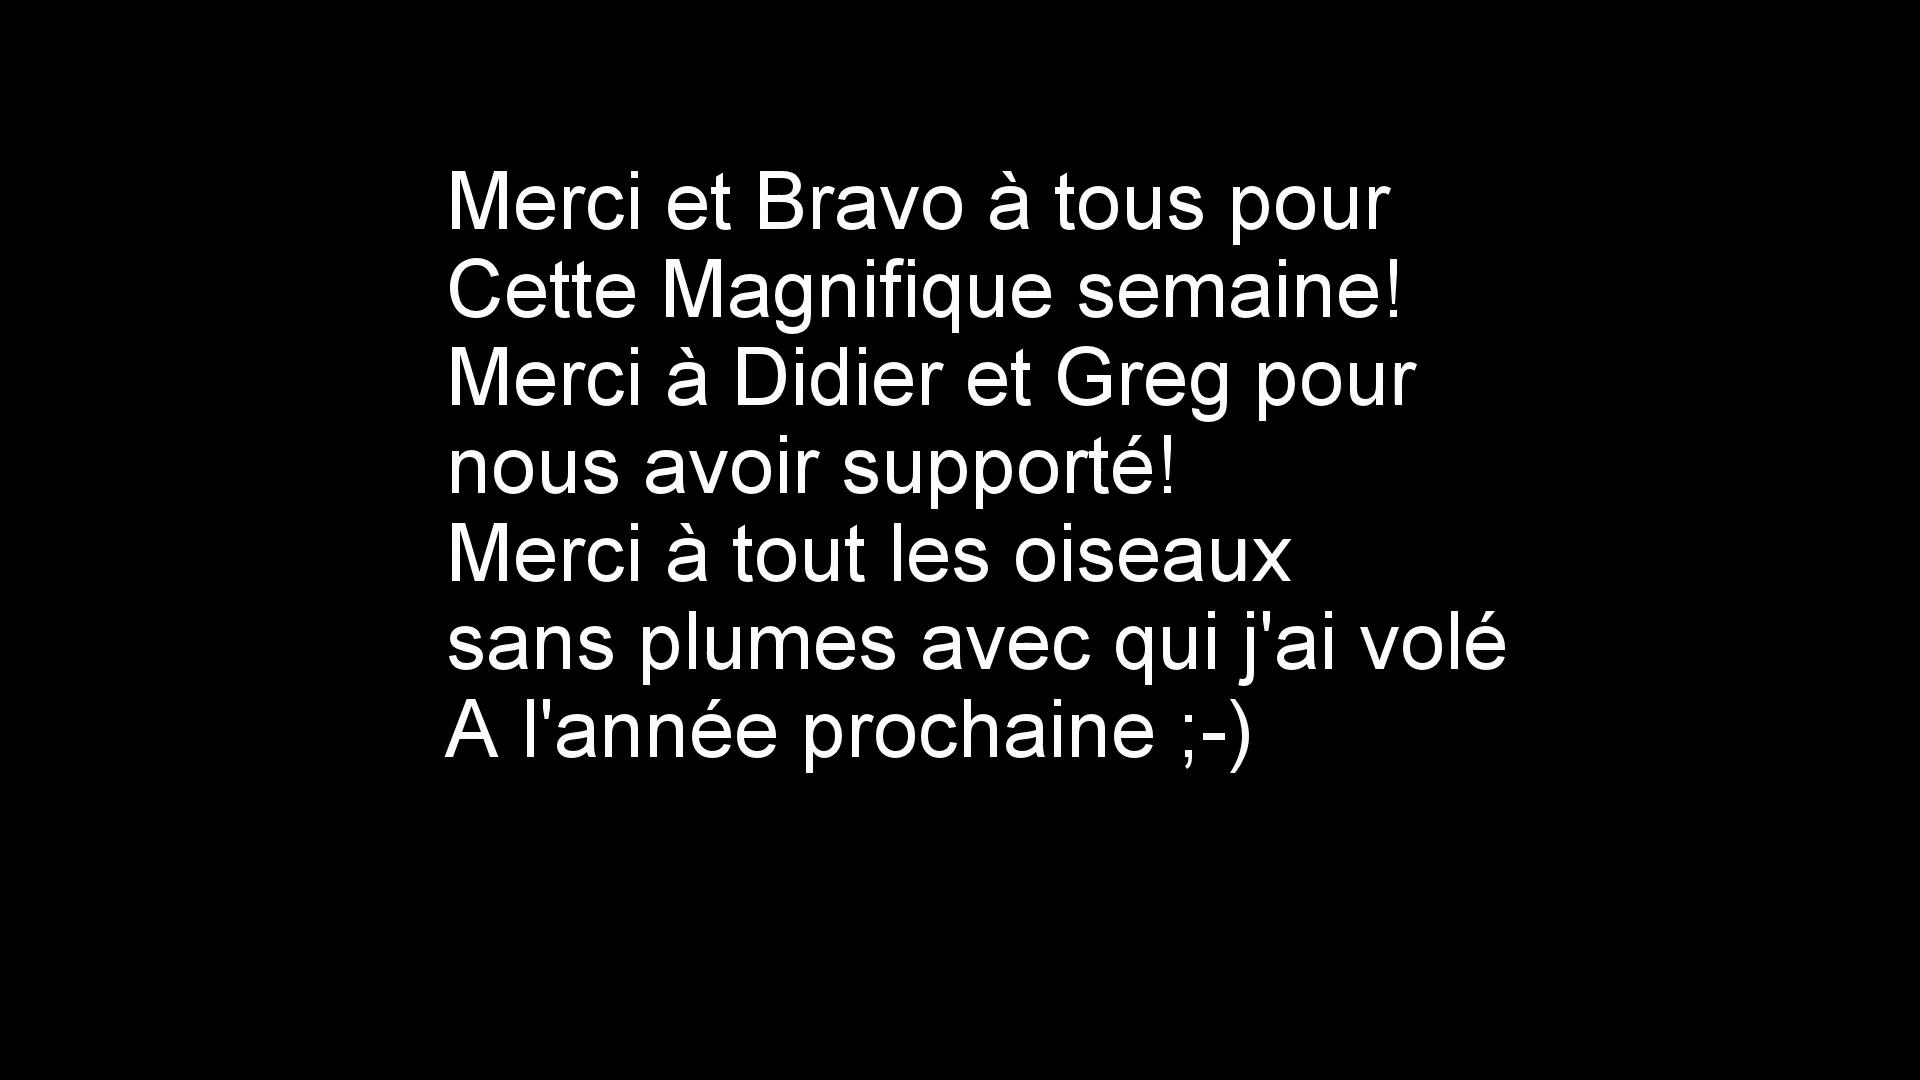 Merci et Bravo à tous pour
Cette Magnifique semaine!
Merci à Didier et Greg pour
nous avoir supporté!
Merci à tout les oiseaux
sans plumes avec qui j'ai volé
A l'année prochaine ;-)